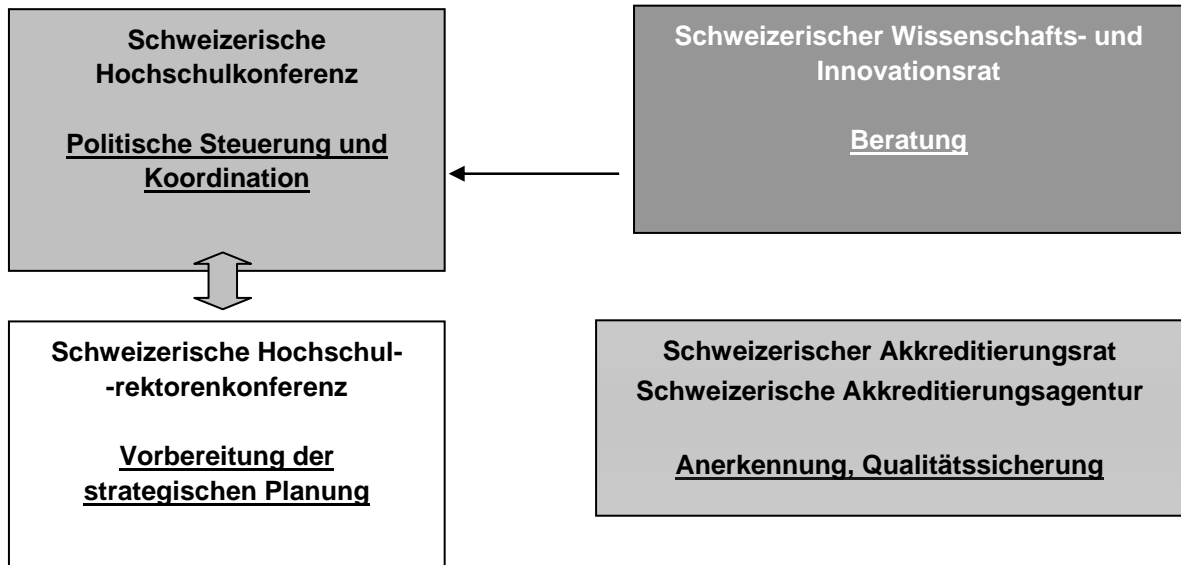 Schweizerische
Hochschulkonferenz
Politische Steuerung und
Koordination
Schweizerischer Wissenschafts- und
Innovationsrat
Beratung
Schweizerische Hochschul-
-rektorenkonferenz
Vorbereitung der
strategischen Planung
Schweizerischer Akkreditierungsrat
Schweizerische Akkreditierungsagentur
Anerkennung, Qualitätssicherung